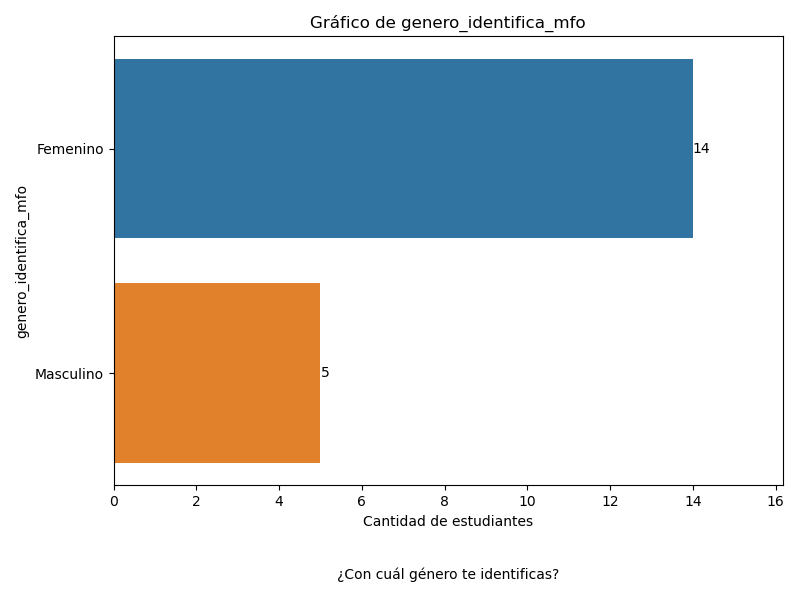 Gráfico de genero_identifica_mfo
genero_identifica_mfo
Femenino
14
Masculino
5
0 2 4 6 8 10 12 14 16
Cantidad de estudiantes
¿Con cuál género te identificas?